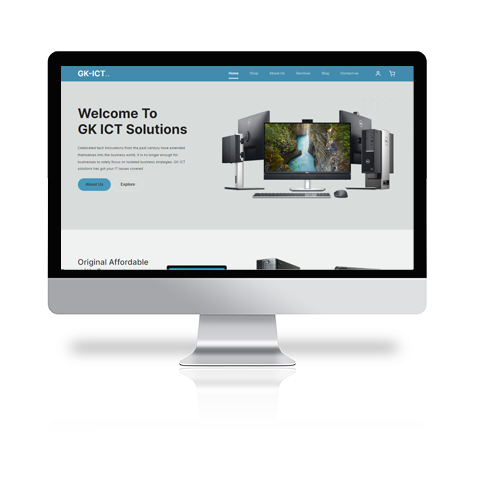 GK-ICT..
Home Shop About Us Services Blog Contact us
Welcome To
GK ICT Solutions
Dedicated tech innovations from the past century have extended
themselves into the business world. It is no longer enough for
businesses to solely focus on isolated business strategies. GK ICT
solutions has got your IT issues covered.
About Us Explore
Original Affordable